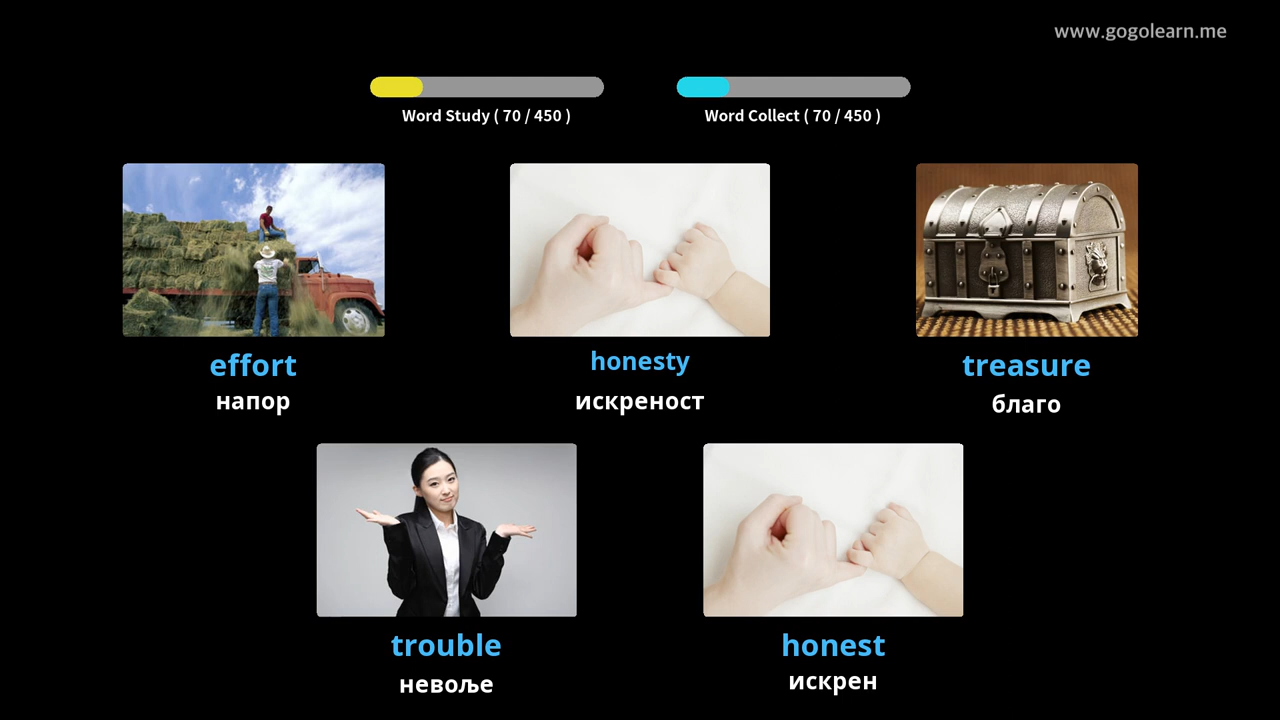 www.gogolearn.me
Word Study ( 70 / 450 )
Word Collect ( 70 / 450 )
effort
напор
honesty
искреност
treasure
благо
trouble
невоље
honest
искрен